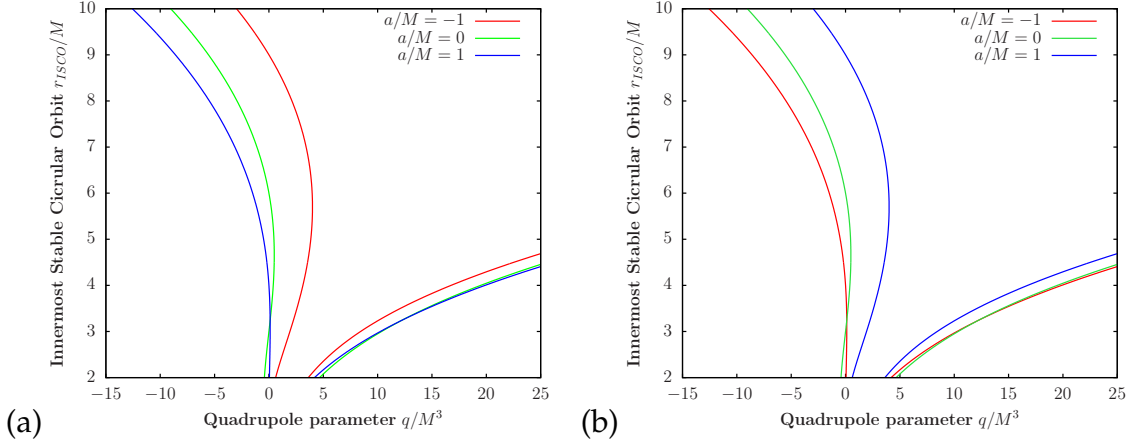 10
9
8
7
6
5
4
3
2
−15 −10 −5 0 5 10 15 20 25
Innermost Stable Cicrular Orbit r_ISCO/M
Quadrupole parameter q/M³
a/M = −1
a/M = 0
a/M = 1
(a)
10
9
8
7
6
5
4
3
2
−15 −10 −5 0 5 10 15 20 25
Innermost Stable Cicrular Orbit r_ISCO/M
Quadrupole parameter q/M³
a/M = −1
a/M = 0
a/M = 1
(b)